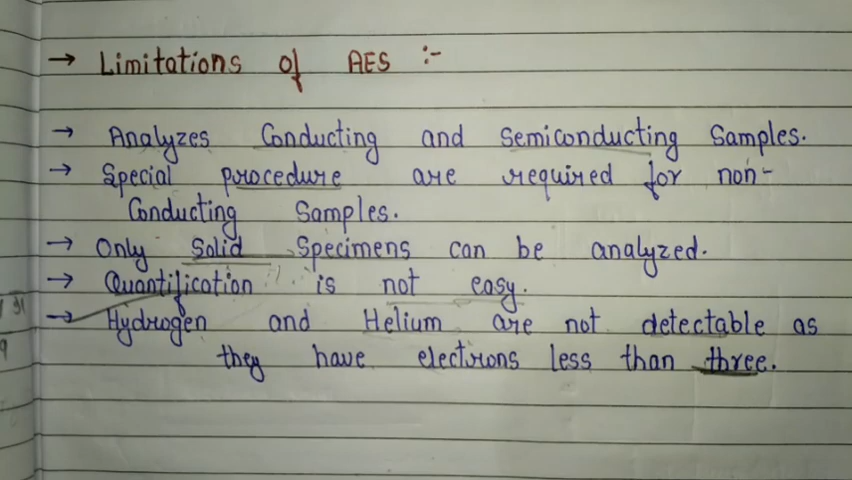 → Limitations of AES :-
→ Analyzes Conducting and Semiconducting Samples.
→ Special procedure are required for non-
Conducting Samples.
→ Only Solid Specimens can be analyzed.
→ Quantification is not easy.
→ Hydrogen and Helium are not detectable as
they have electrons less than three.